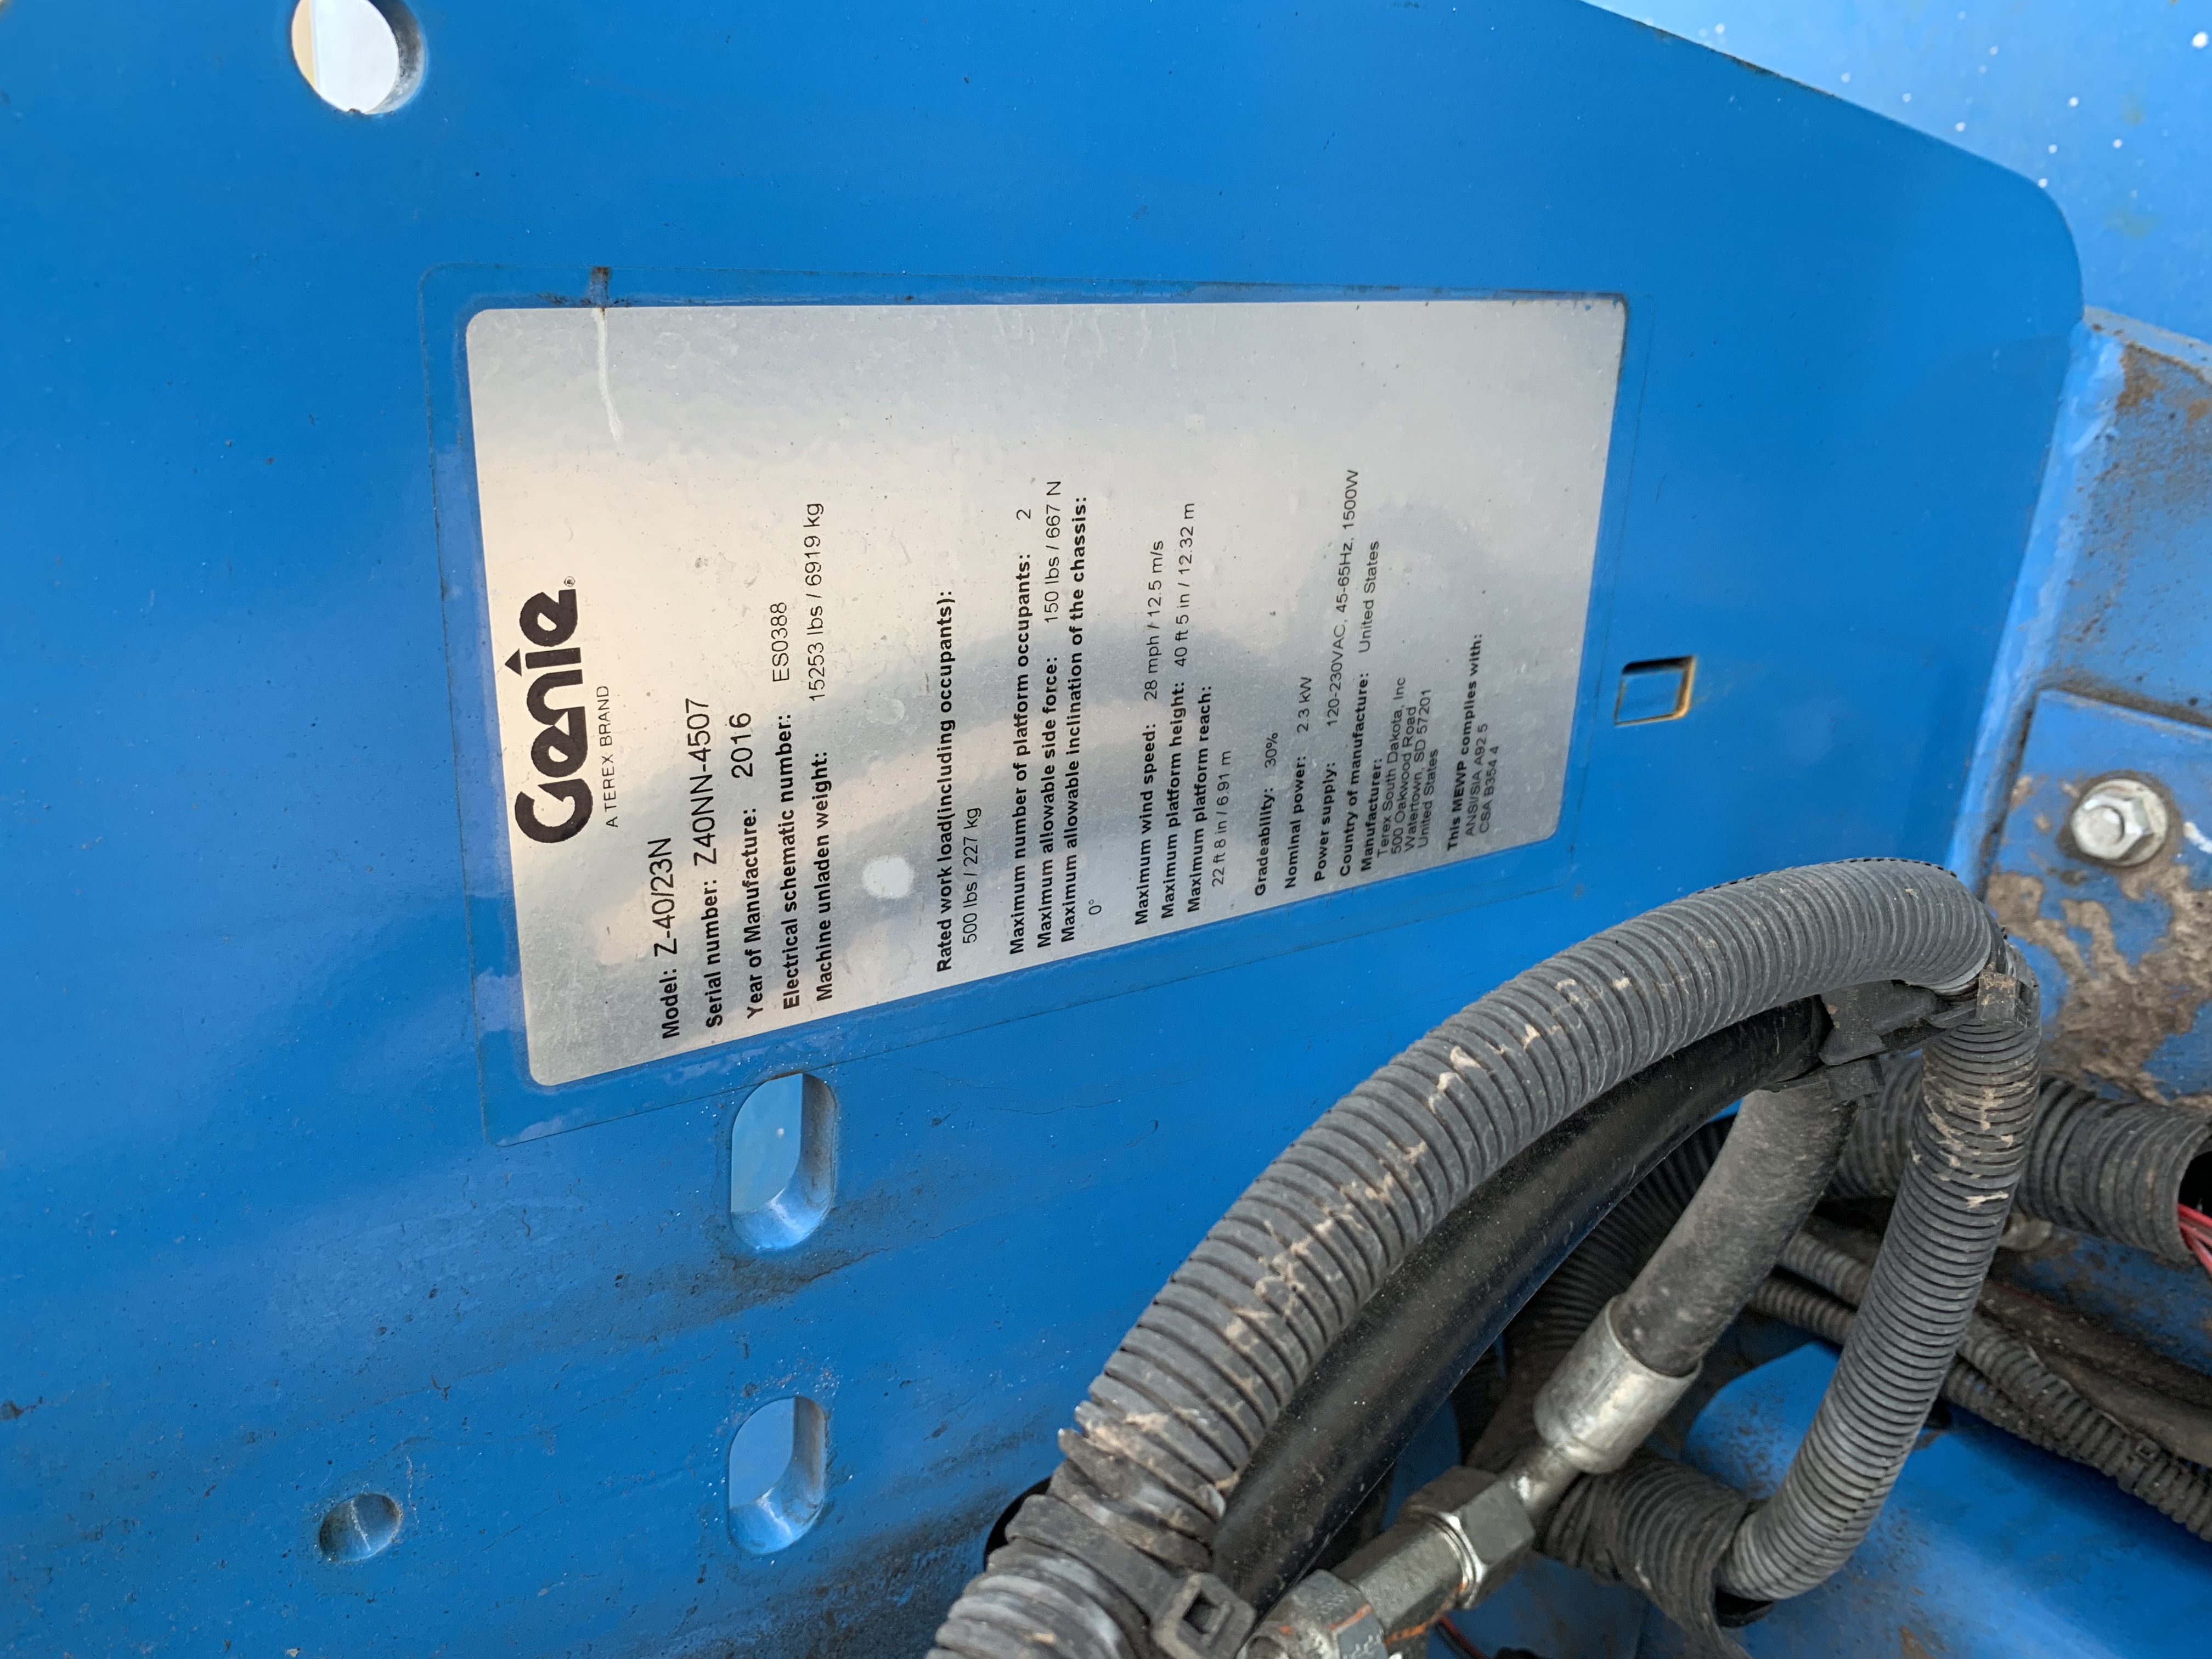 Genie®
A TEREX BRAND
Model: Z-40/23N
Serial number: Z40NN-4507
Year of Manufacture: 2016
Electrical schematic number: ES0388
Machine unladen weight: 15253 lbs / 6919 kg
Rated work load(including occupants):
500 lbs / 227 kg
Maximum number of platform occupants: 2
Maximum allowable side force: 150 lbs / 667 N
Maximum allowable inclination of the chassis:
0°
Maximum wind speed: 28 mph / 12.5 m/s
Maximum platform height: 40 ft 5 in / 12.32 m
Maximum platform reach:
22 ft 8 in / 6.91 m
Gradeability: 30%
Nominal power: 2.3 kW
Power supply: 120-230VAC, 45-65Hz, 1500W
Country of manufacture: United States
Manufacturer:
Terex South Dakota, Inc
500 Oakwood Road
Watertown, SD 57201
United States
This MEWP complies with:
ANSI/SIA A92.5
CSA B354.4